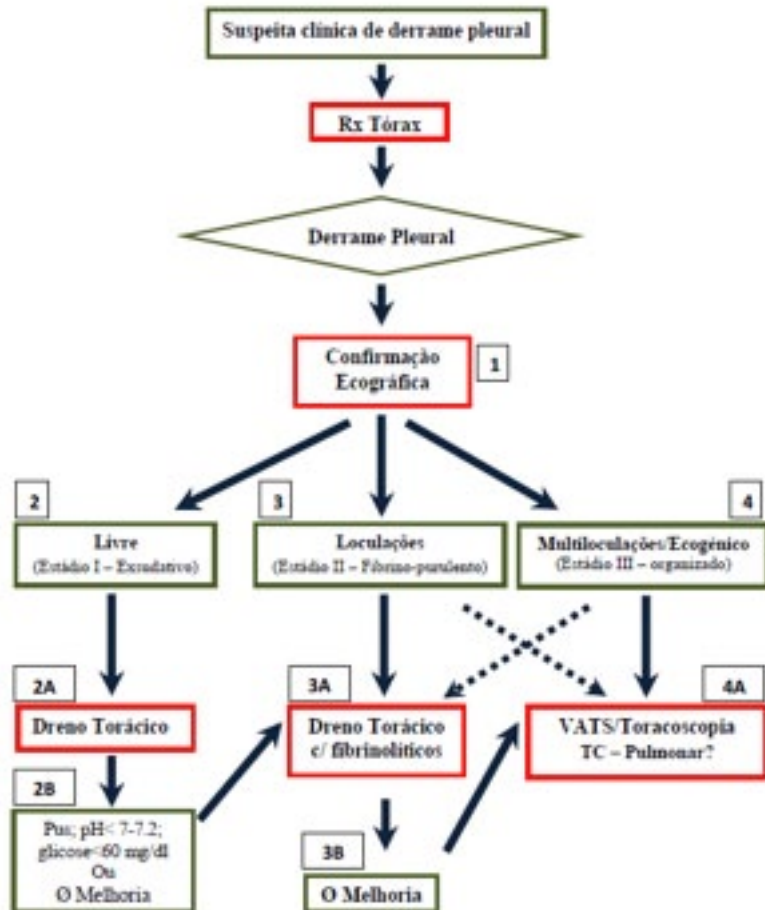 Suspeita clínica de derrame pleural
Rx Tórax
Derrame Pleural
Confirmação
Ecográfica
1
2
3
4
Livre
(Estádio I – Exsudativo)
Loculações
(Estádio II – Fibrino-purulento)
Multiloculações/Ecogénico
(Estádio III – organizado)
2A
3A
4A
Dreno Torácico
Dreno Torácico
c/ fibrinolíticos
VATS/Toracoscopia
TC – Pulmonar?
2B
Pus; pH< 7-7.2;
glicose<60 mg/dl
Ou
Ø Melhoria
3B
O Melhoria